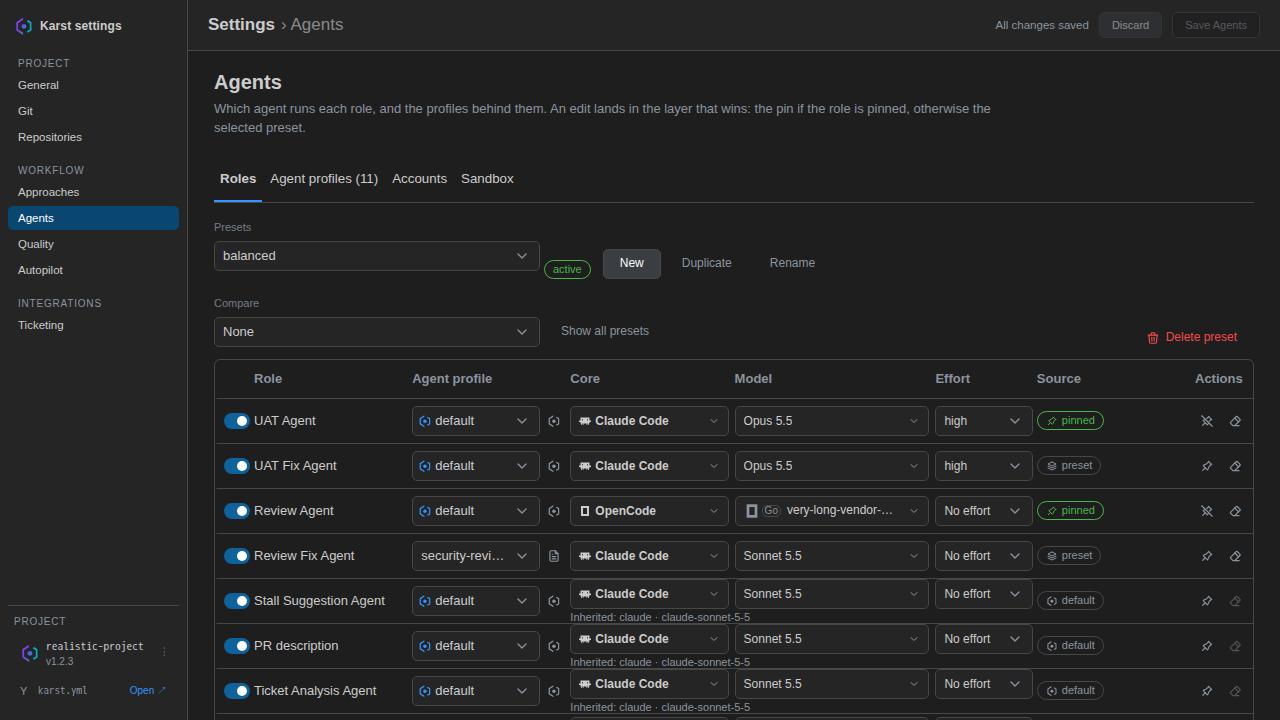 Karst settings
Settings › Agents
All changes saved
Discard
Save Agents
PROJECT
General
Git
Repositories
WORKFLOW
Approaches
Agents
Quality
Autopilot
INTEGRATIONS
Ticketing
PROJECT
realistic-project
v1.2.3
Y karst.yml Open ↗
Agents
Which agent runs each role, and the profiles behind them. An edit lands in the layer that wins: the pin if the role is pinned, otherwise the
selected preset.
Roles Agent profiles (11) Accounts Sandbox
Presets
balanced active New Duplicate Rename
Compare
None Show all presets Delete preset
Role Agent profile Core Model Effort Source Actions
UAT Agent default Claude Code Opus 5.5 high pinned
UAT Fix Agent default Claude Code Opus 5.5 high preset
Review Agent default OpenCode Go very-long-vendor-… No effort pinned
Review Fix Agent security-revi… Claude Code Sonnet 5.5 No effort preset
Stall Suggestion Agent default Claude Code Sonnet 5.5 No effort default
Inherited: claude · claude-sonnet-5-5
PR description default Claude Code Sonnet 5.5 No effort default
Inherited: claude · claude-sonnet-5-5
Ticket Analysis Agent default Claude Code Sonnet 5.5 No effort default
Inherited: claude · claude-sonnet-5-5